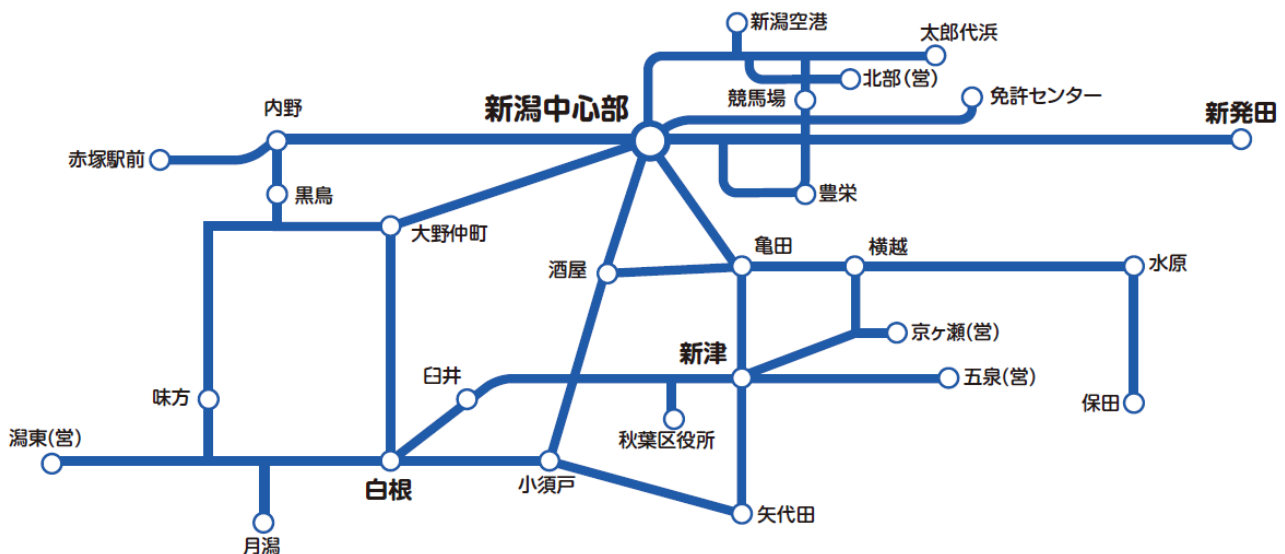 新潟空港
太郎代浜
北部(営)
競馬場
免許センター
新潟中心部
新発田
内野
赤塚駅前
黒鳥
豊栄
大野仲町
亀田
横越
酒屋
水原
京ヶ瀬(営)
新津
臼井
五泉(営)
味方
保田
秋葉区役所
潟東(営)
白根
小須戸
矢代田
月潟